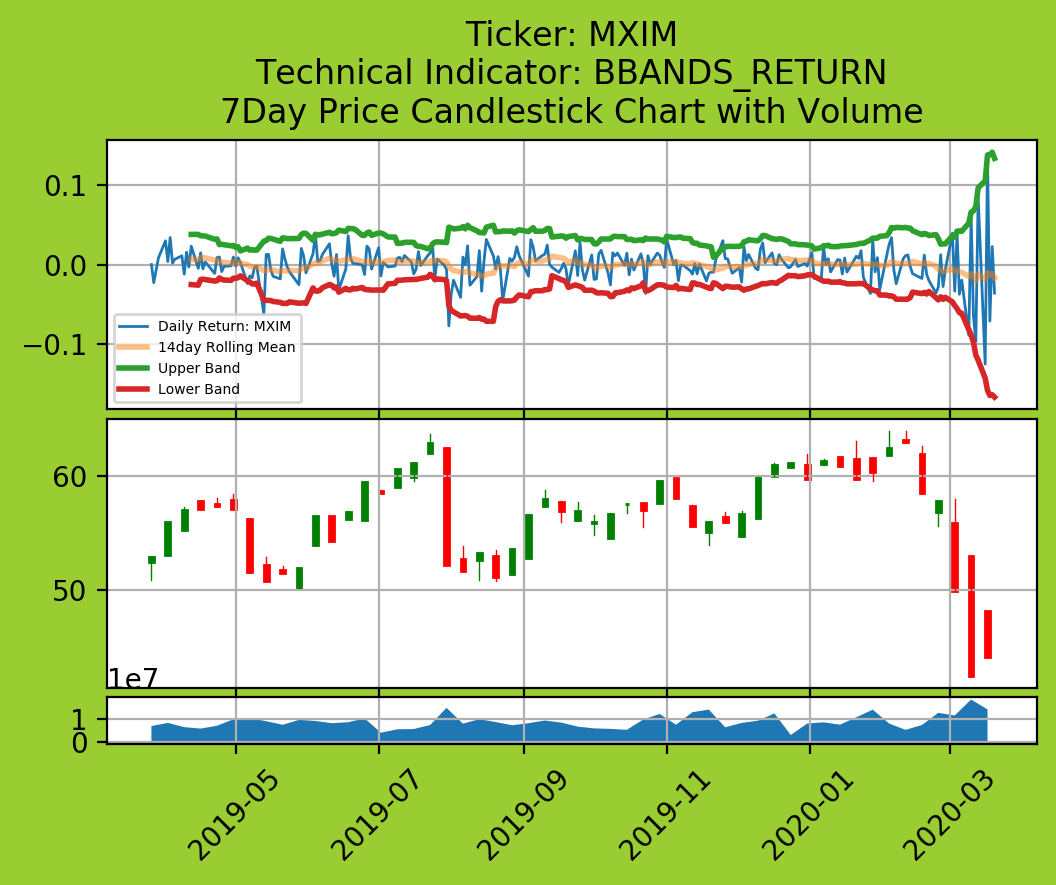 Ticker: MXIM
Technical Indicator: BBANDS_RETURN
7Day Price Candlestick Chart with Volume
0.1
0.0
−0.1
Daily Return: MXIM
14day Rolling Mean
Upper Band
Lower Band
60
50
1e7
1
0
2019-05
2019-07
2019-09
2019-11
2020-01
2020-03